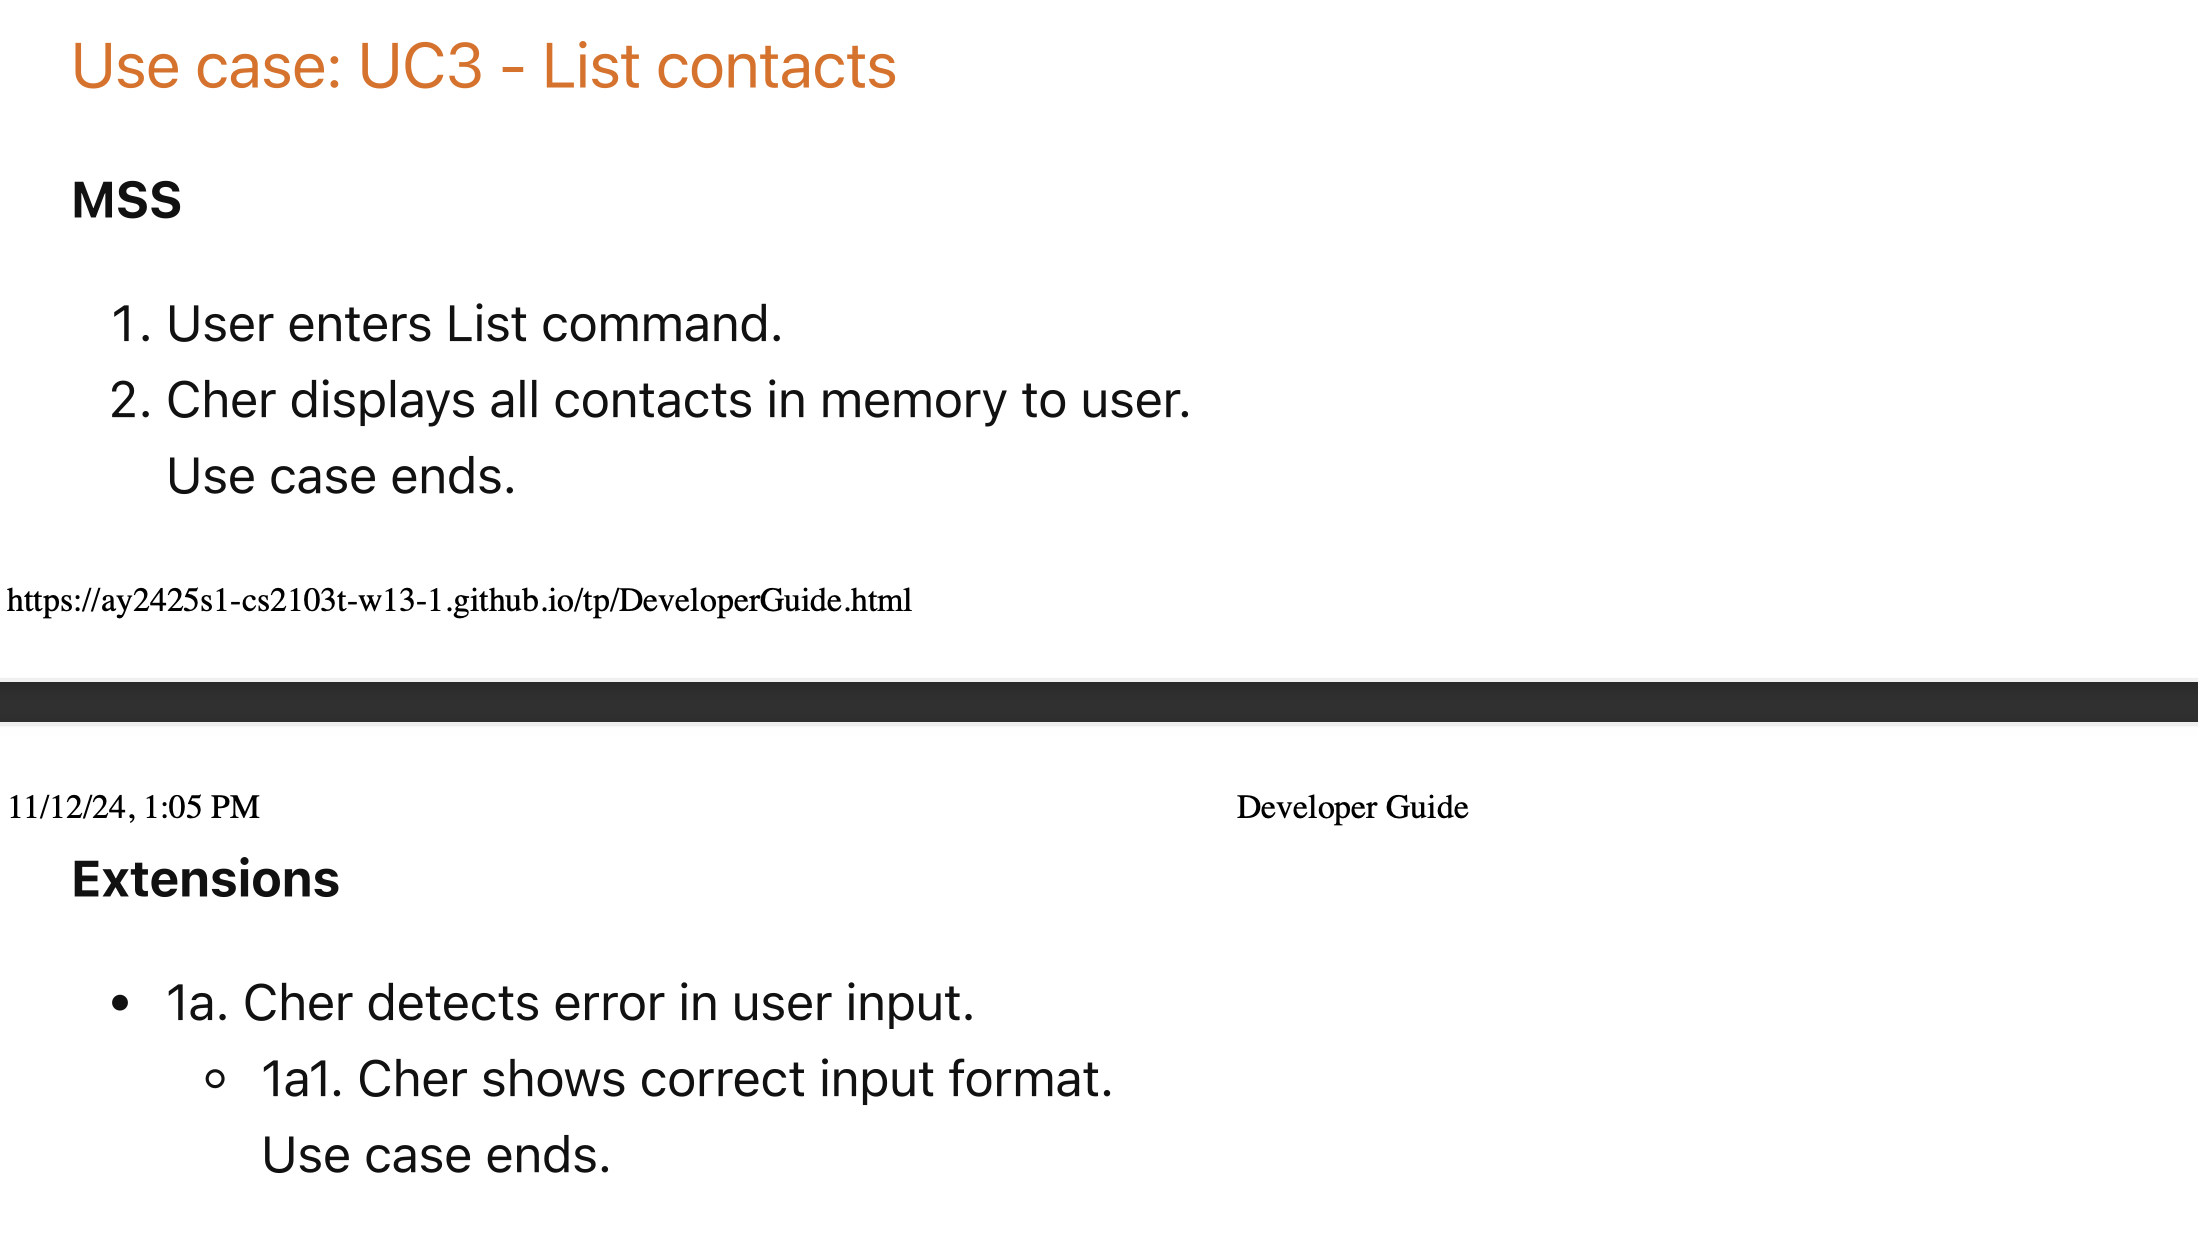 Use case: UC3 - List contacts
MSS
1. User enters List command.
2. Cher displays all contacts in memory to user.
Use case ends.
https://ay2425s1-cs2103t-w13-1.github.io/tp/DeveloperGuide.html
11/12/24, 1:05 PM Developer Guide
Extensions
• 1a. Cher detects error in user input.
◦ 1a1. Cher shows correct input format.
Use case ends.